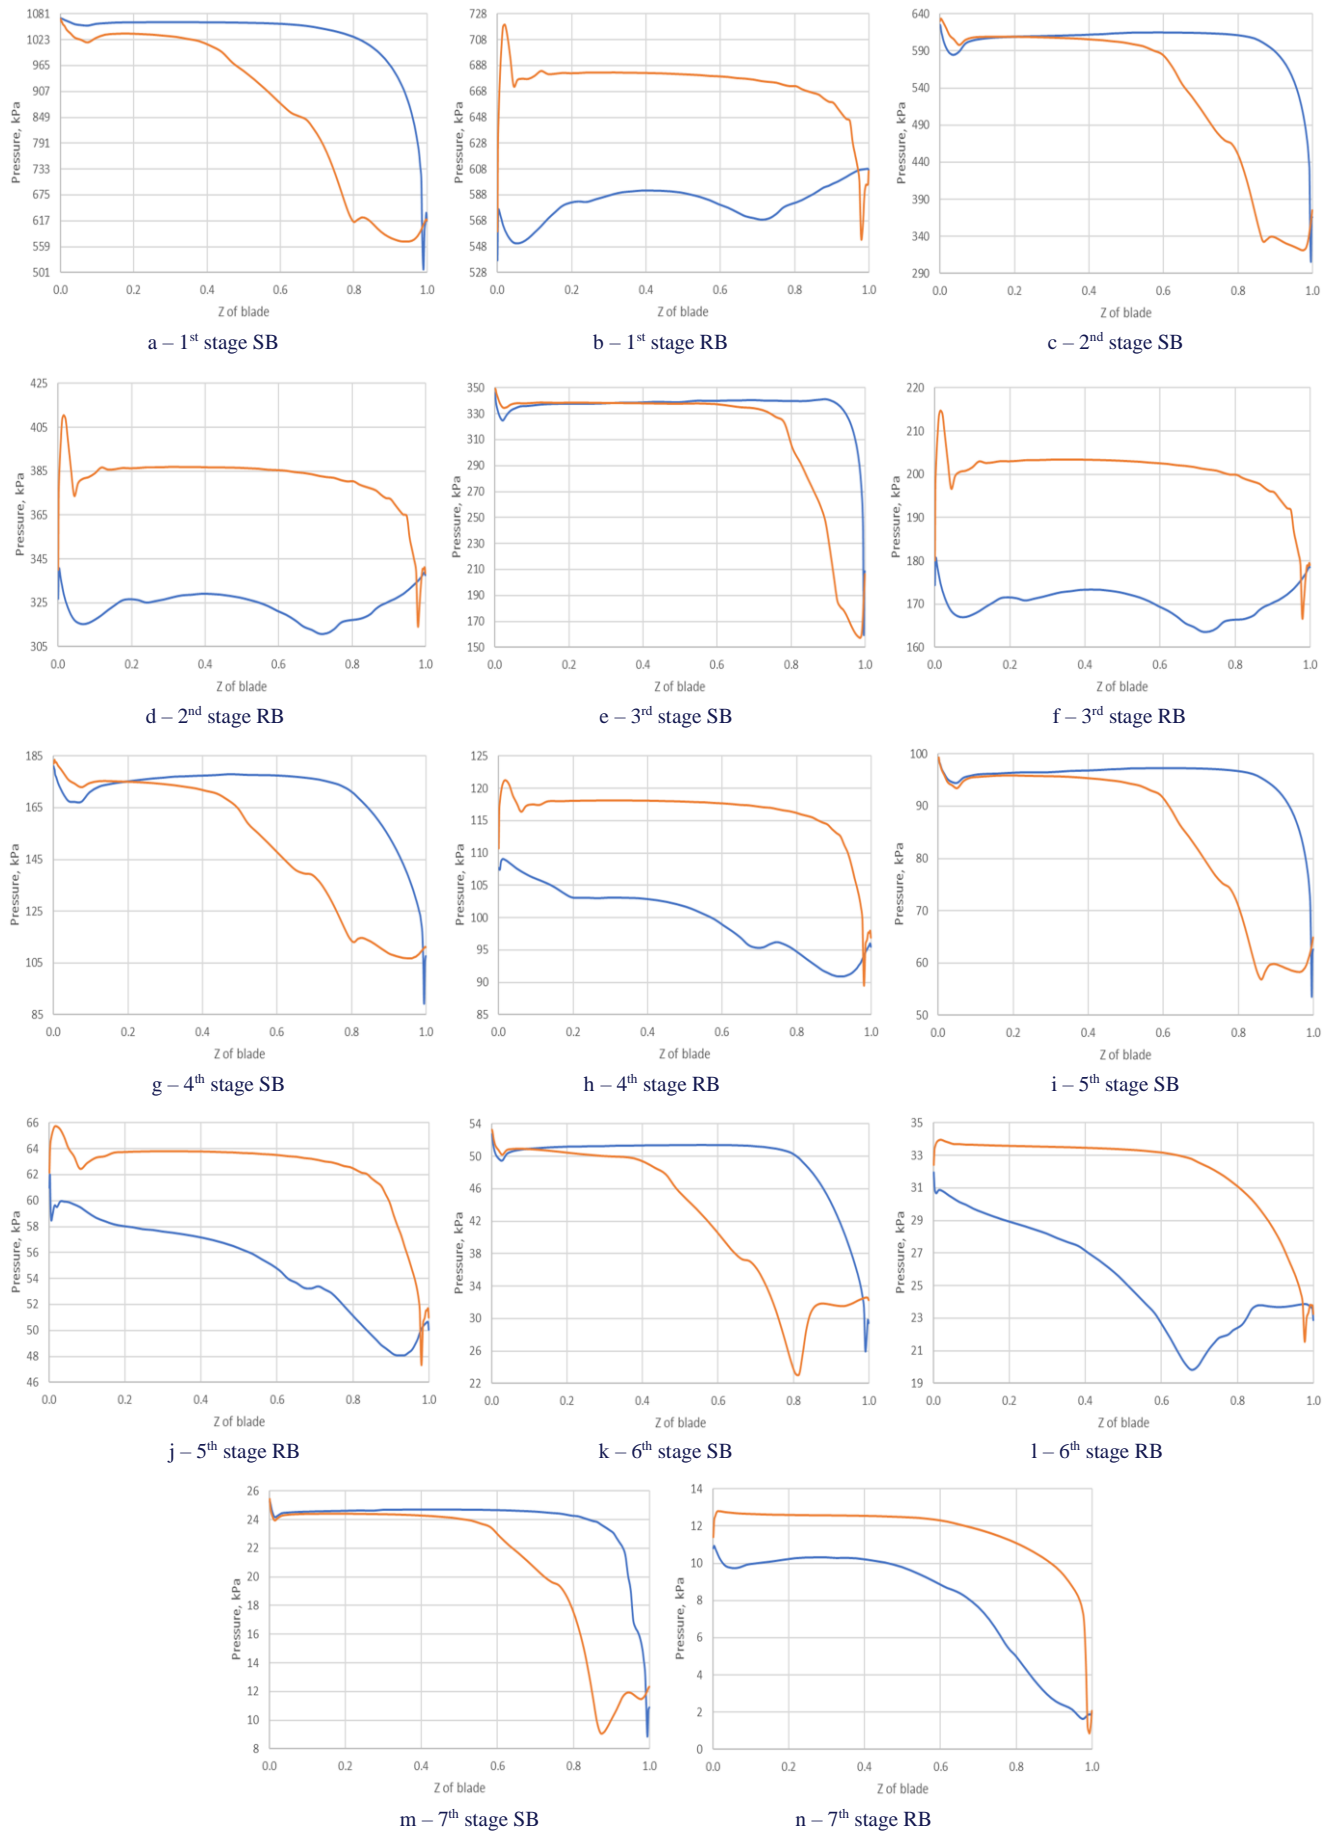 1081
1023
965
907
849
791
733
675
617
559
501
Pressure, kPa
0.0 0.2 0.4 0.6 0.8 1.0
Z of blade
a – 1st stage SB
728
708
688
668
648
628
608
588
568
548
528
Pressure, kPa
0.0 0.2 0.4 0.6 0.8 1.0
Z of blade
b – 1st stage RB
640
590
540
490
440
390
340
290
Pressure, kPa
0.0 0.2 0.4 0.6 0.8 1.0
Z of blade
c – 2nd stage SB
425
405
385
365
345
325
305
Pressure, kPa
0.0 0.2 0.4 0.6 0.8 1.0
Z of blade
d – 2nd stage RB
350
330
310
290
270
250
230
210
190
170
150
Pressure, kPa
0.0 0.2 0.4 0.6 0.8 1.0
Z of blade
e – 3rd stage SB
220
210
200
190
180
170
160
Pressure, kPa
0.0 0.2 0.4 0.6 0.8 1.0
Z of blade
f – 3rd stage RB
185
165
145
125
105
85
Pressure, kPa
0.0 0.2 0.4 0.6 0.8 1.0
Z of blade
g – 4th stage SB
125
120
115
110
105
100
95
90
85
Pressure, kPa
0.0 0.2 0.4 0.6 0.8 1.0
Z of blade
h – 4th stage RB
100
90
80
70
60
50
Pressure, kPa
0.0 0.2 0.4 0.6 0.8 1.0
Z of blade
i – 5th stage SB
66
64
62
60
58
56
54
52
50
48
46
Pressure, kPa
0.0 0.2 0.4 0.6 0.8 1.0
Z of blade
j – 5th stage RB
54
50
46
42
38
34
30
26
22
Pressure, kPa
0.0 0.2 0.4 0.6 0.8 1.0
Z of blade
k – 6th stage SB
35
33
31
29
27
25
23
21
19
Pressure, kPa
0.0 0.2 0.4 0.6 0.8 1.0
Z of blade
l – 6th stage RB
26
24
22
20
18
16
14
12
10
8
Pressure, kPa
0.0 0.2 0.4 0.6 0.8 1.0
Z of blade
m – 7th stage SB
14
12
10
8
6
4
2
0
Pressure, kPa
0.0 0.2 0.4 0.6 0.8 1.0
Z of blade
n – 7th stage RB